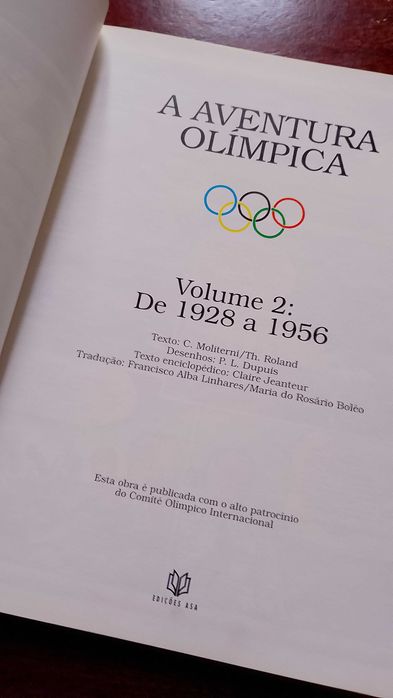 A AVENTURA
OLÍMPICA
Volume 2:
De 1928 a 1956
Texto: C. Moliterni/Th. Roland
Desenhos: P. L. Dupuis
Texto enciclopédico: Claire Jeanteur
Tradução: Francisco Alba Linhares/Maria do Rosário Boléo
Esta obra é publicada com o alto patrocínio
do Comité Olímpico Internacional
EDIÇÕES ASA